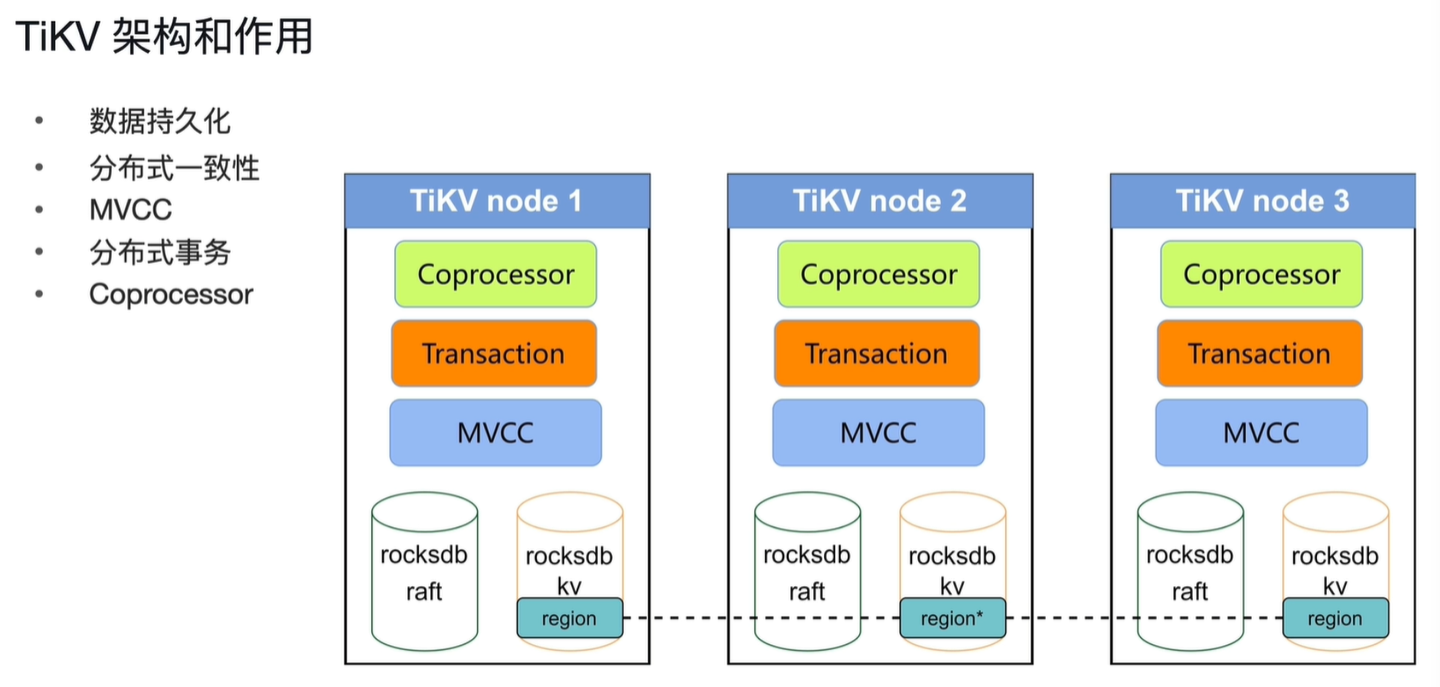 TiKV 架构和作用
• 数据持久化
• 分布式一致性
• MVCC
• 分布式事务
• Coprocessor
TiKV node 1
Coprocessor
Transaction
MVCC
rocksdb
raft
rocksdb
kv
region
TiKV node 2
Coprocessor
Transaction
MVCC
rocksdb
raft
rocksdb
kv
region*
TiKV node 3
Coprocessor
Transaction
MVCC
rocksdb
raft
rocksdb
kv
region